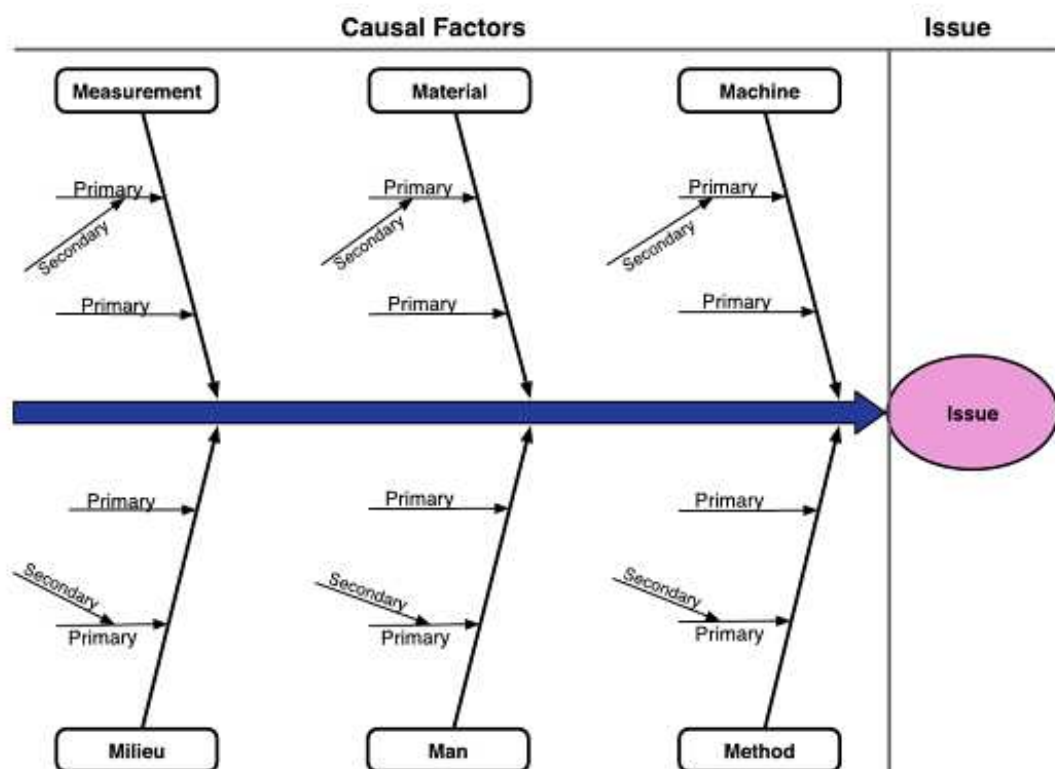 Causal Factors
Issue
Measurement
Material
Machine
Primary
Secondary
Primary
Primary
Secondary
Primary
Primary
Secondary
Primary
Issue
Primary
Secondary
Primary
Primary
Secondary
Primary
Primary
Secondary
Primary
Milieu
Man
Method